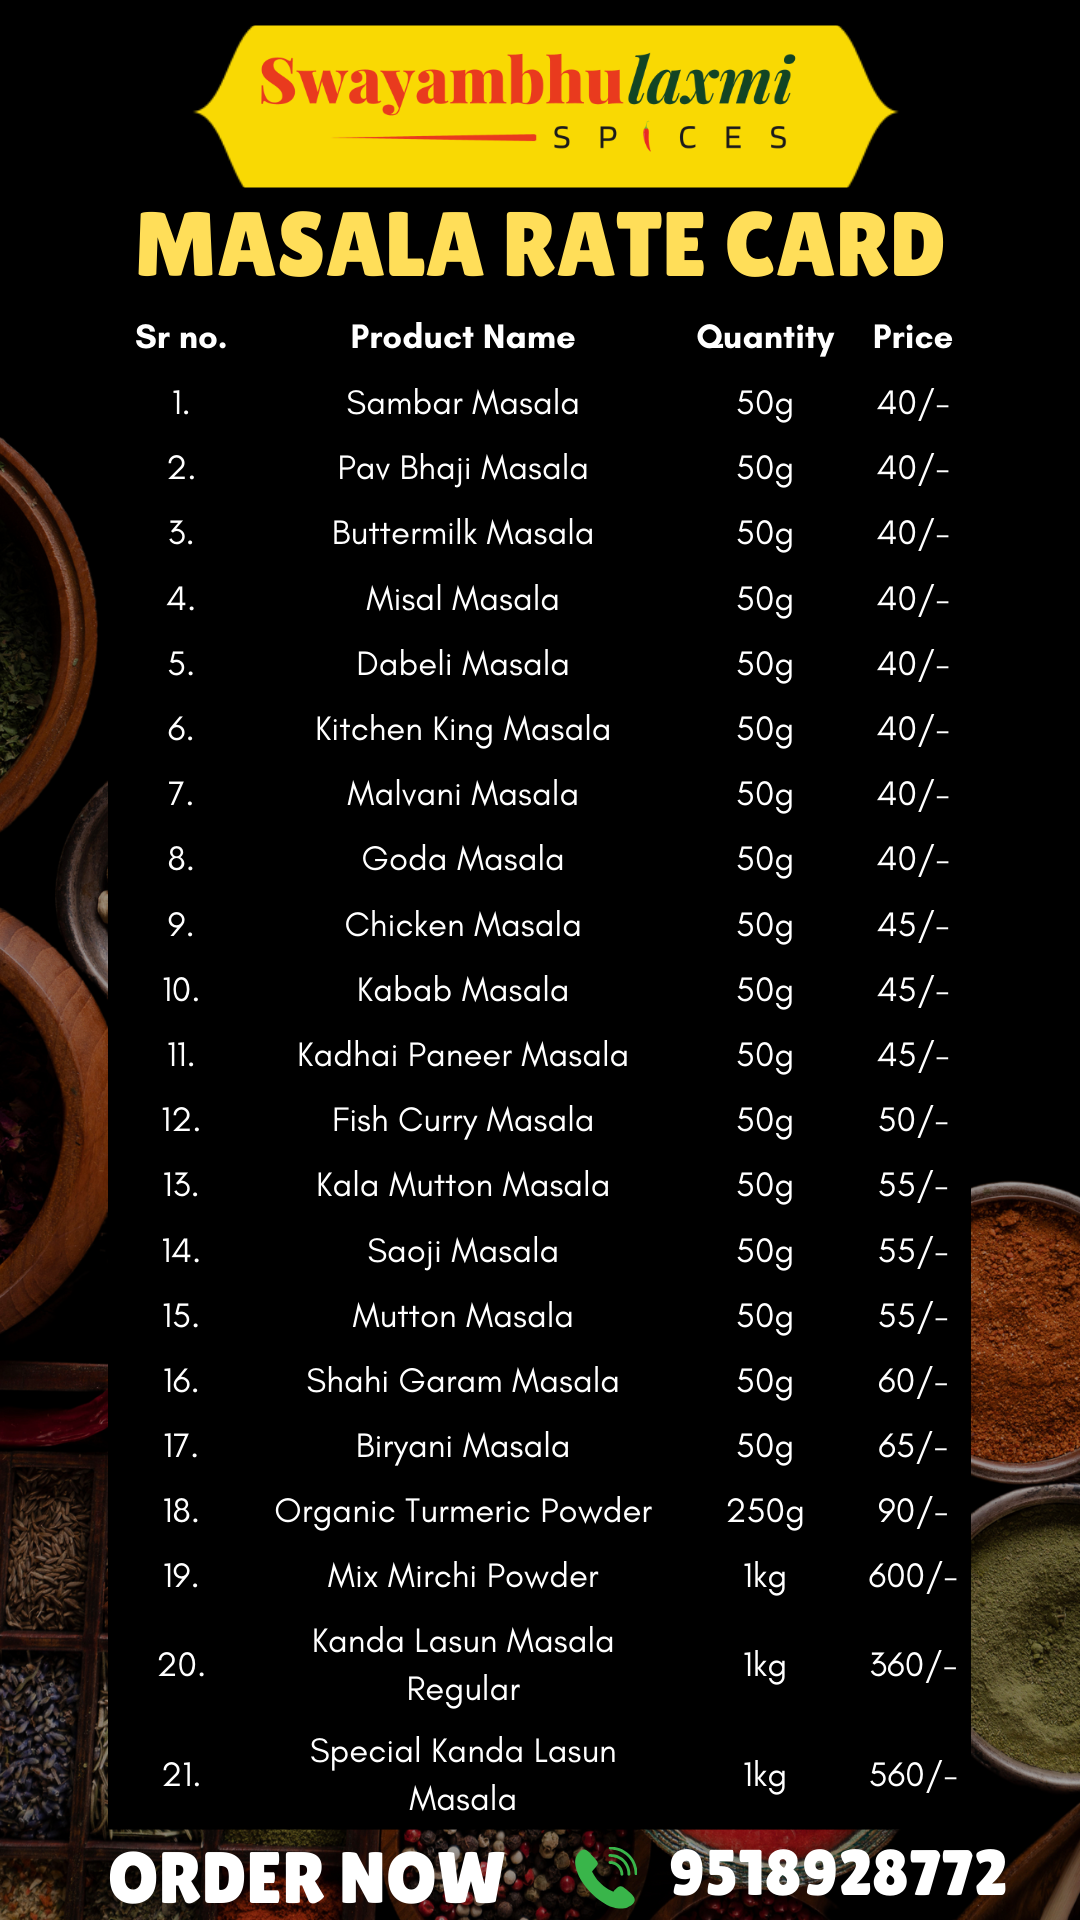 Swayambhulaxmi
SPICES
MASALA RATE CARD
Sr no. Product Name Quantity Price
1. Sambar Masala 50g 40/-
2. Pav Bhaji Masala 50g 40/-
3. Buttermilk Masala 50g 40/-
4. Misal Masala 50g 40/-
5. Dabeli Masala 50g 40/-
6. Kitchen King Masala 50g 40/-
7. Malvani Masala 50g 40/-
8. Goda Masala 50g 40/-
9. Chicken Masala 50g 45/-
10. Kabab Masala 50g 45/-
11. Kadhai Paneer Masala 50g 45/-
12. Fish Curry Masala 50g 50/-
13. Kala Mutton Masala 50g 55/-
14. Saoji Masala 50g 55/-
15. Mutton Masala 50g 55/-
16. Shahi Garam Masala 50g 60/-
17. Biryani Masala 50g 65/-
18. Organic Turmeric Powder 250g 90/-
19. Mix Mirchi Powder 1kg 600/-
20. Kanda Lasun Masala
Regular 1kg 360/-
21. Special Kanda Lasun
Masala 1kg 560/-
ORDER NOW 9518928772